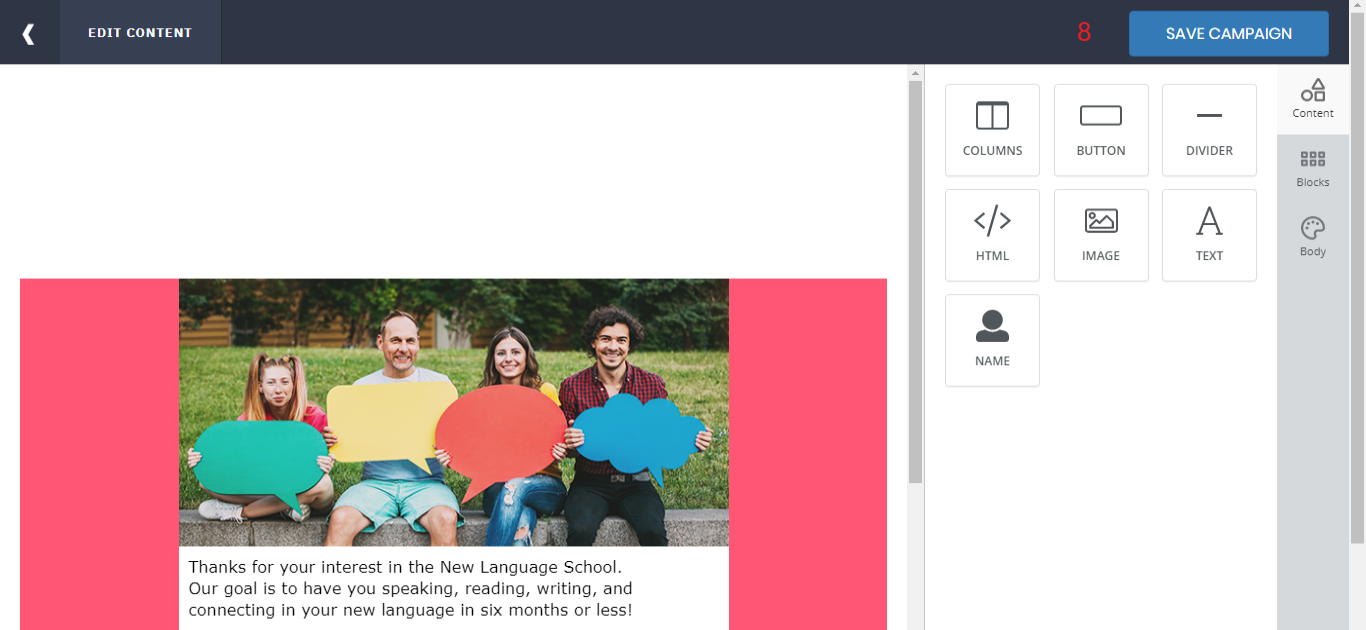 EDIT CONTENT
8
SAVE CAMPAIGN
COLUMNS
BUTTON
DIVIDER
HTML
IMAGE
TEXT
NAME
Content
Blocks
Body
Thanks for your interest in the New Language School.
Our goal is to have you speaking, reading, writing, and
connecting in your new language in six months or less!